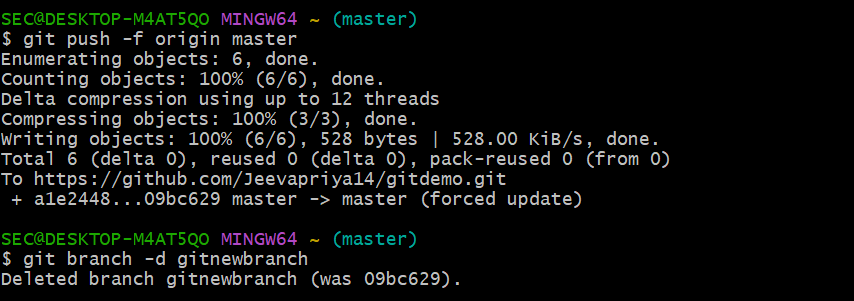 SEC@DESKTOP-M4AT5QO MINGW64 ~ (master)
$ git push -f origin master
Enumerating objects: 6, done.
Counting objects: 100% (6/6), done.
Delta compression using up to 12 threads
Compressing objects: 100% (3/3), done.
Writing objects: 100% (6/6), 528 bytes | 528.00 KiB/s, done.
Total 6 (delta 0), reused 0 (delta 0), pack-reused 0 (from 0)
To https://github.com/Jeevapriya14/gitdemo.git
 + a1e2448...09bc629 master -> master (forced update)
SEC@DESKTOP-M4AT5QO MINGW64 ~ (master)
$ git branch -d gitnewbranch
Deleted branch gitnewbranch (was 09bc629).